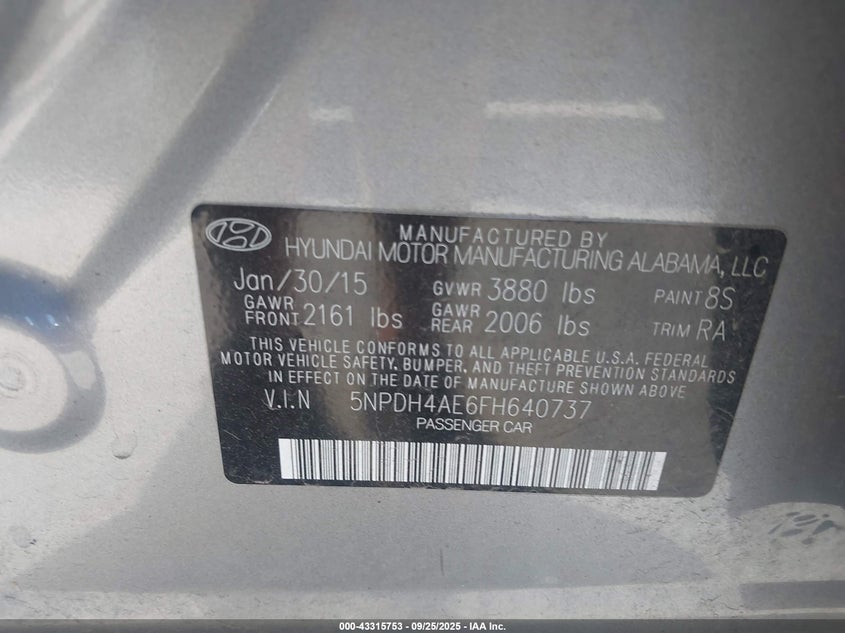 MANUFACTURED BY
HYUNDAI MOTOR MANUFACTURING ALABAMA, LLC
Jan/30/15 GVWR 3880 lbs PAINT 8S
GAWR FRONT 2161 lbs GAWR REAR 2006 lbs TRIM RA
THIS VEHICLE CONFORMS TO ALL APPLICABLE U.S.A. FEDERAL
MOTOR VEHICLE SAFETY, BUMPER, AND THEFT PREVENTION STANDARDS
IN EFFECT ON THE DATE OF MANUFACTURE SHOWN ABOVE
V.I.N 5NPDH4AE6FH640737
PASSENGER CAR
000-43315753 - 09/25/2025 - IAA Inc.